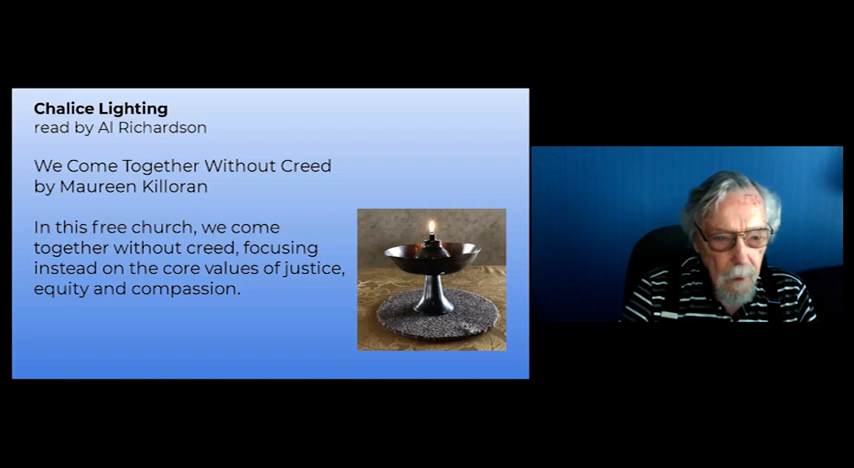 Chalice Lighting
read by Al Richardson
We Come Together Without Creed
by Maureen Killoran
In this free church, we come
together without creed, focusing
instead on the core values of justice,
equity and compassion.